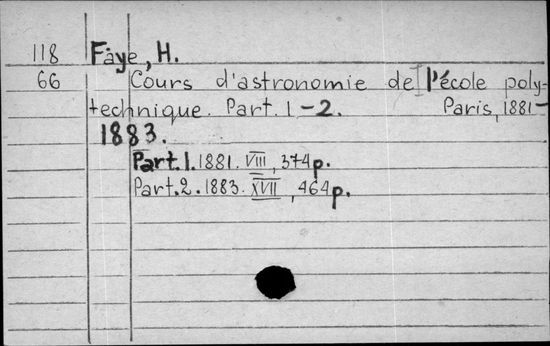 118 Faye, H.
66 Cours d'astronomie de l'école poly-
technique. Part. 1-2. Paris, 1881-
1883.
Part. 1. 1881. VIII, 374p.
Part. 2. 1883. XVII, 464p.